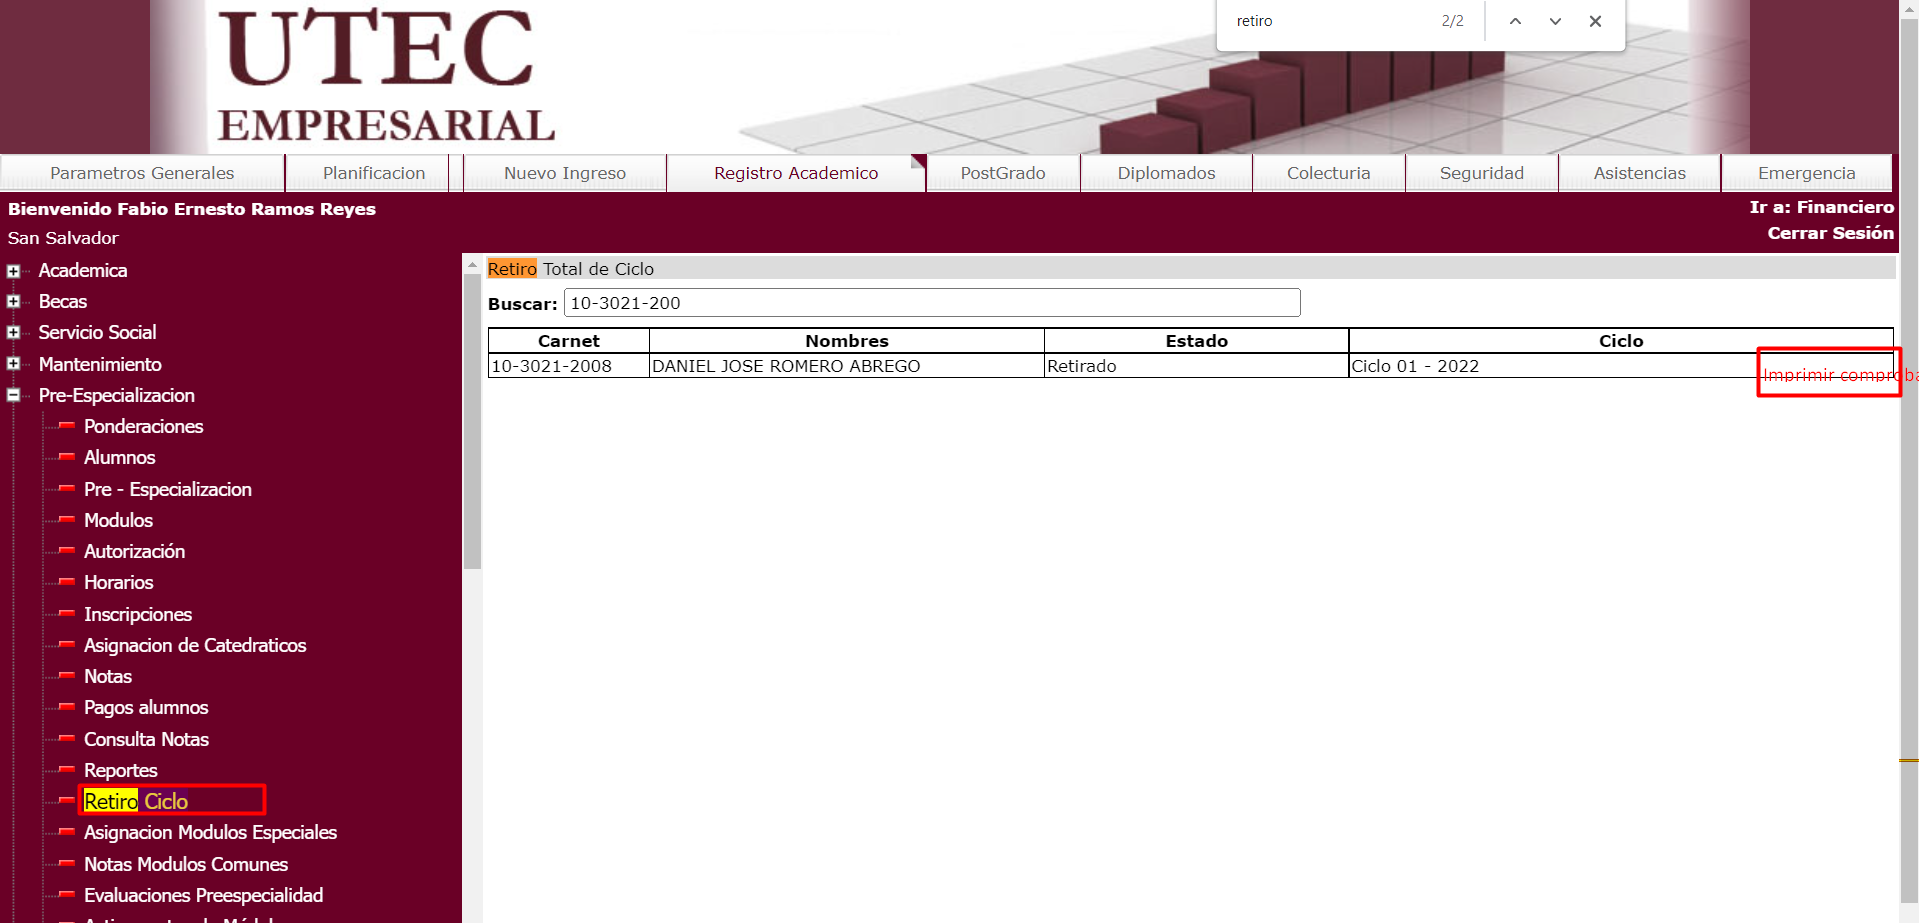 UTEC
EMPRESARIAL
retiro 2/2
Parametros Generales Planificacion Nuevo Ingreso Registro Academico PostGrado Diplomados Colecturia Seguridad Asistencias Emergencia
Bienvenido Fabio Ernesto Ramos Reyes
San Salvador
Ir a: Financiero
Cerrar Sesión
Academica
Becas
Servicio Social
Mantenimiento
Pre-Especializacion
Ponderaciones
Alumnos
Pre - Especializacion
Modulos
Autorización
Horarios
Inscripciones
Asignacion de Catedraticos
Notas
Pagos alumnos
Consulta Notas
Reportes
Retiro Ciclo
Asignacion Modulos Especiales
Notas Modulos Comunes
Evaluaciones Preespecialidad
Retiro Total de Ciclo
Buscar: 10-3021-200
Carnet Nombres Estado Ciclo
10-3021-2008 DANIEL JOSE ROMERO ABREGO Retirado Ciclo 01 - 2022
Imprimir comproba